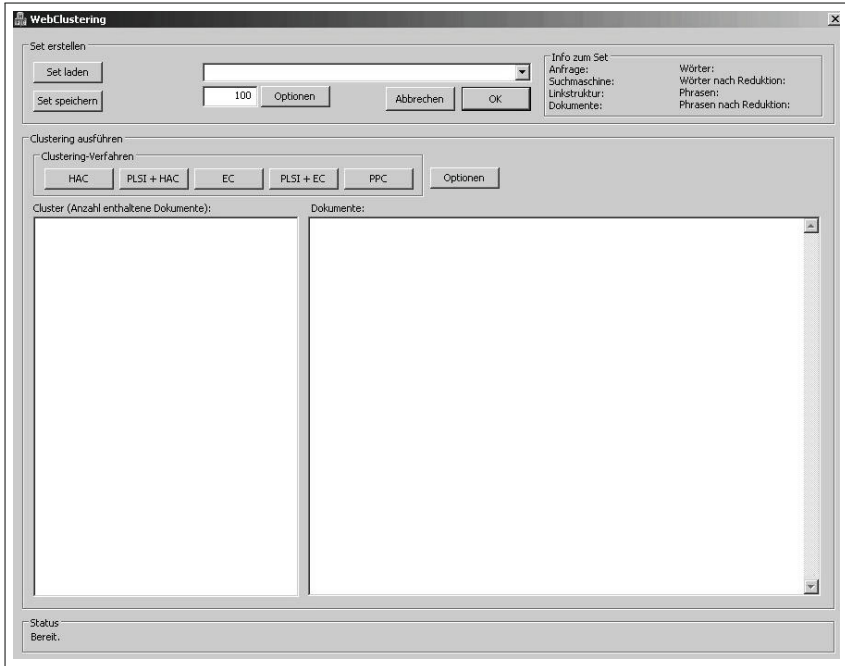 WebClustering
Set erstellen
Set laden
Set speichern
100
Optionen
Abbrechen
OK
Info zum Set
Anfrage:
Suchmaschine:
Linkstruktur:
Dokumente:
Wörter:
Wörter nach Reduktion:
Phrasen:
Phrasen nach Reduktion:
Clustering ausführen
Clustering-Verfahren
HAC
PLSI + HAC
EC
PLSI + EC
PPC
Optionen
Cluster (Anzahl enthaltene Dokumente):
Dokumente:
Status
Bereit.